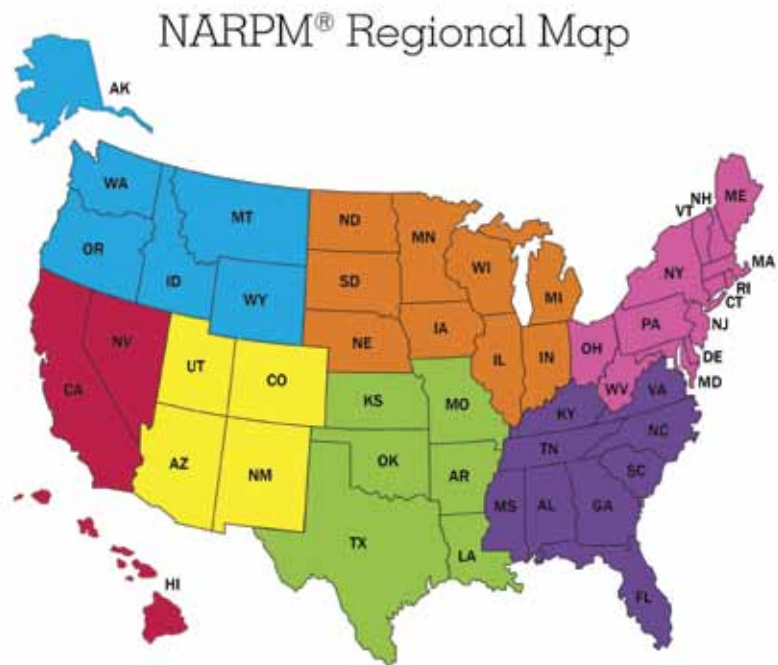 NARPM® Regional Map
AK
WA
MT
ND
MN
OR
ID
WY
SD
WI
MI
NE
IA
IL
IN
OH
NY
PA
VT
NH
ME
MA
RI
CT
NJ
DE
MD
WV
VA
NV
CA
UT
CO
KS
MO
KY
NC
TN
SC
AZ
NM
OK
AR
MS
AL
GA
TX
LA
FL
HI